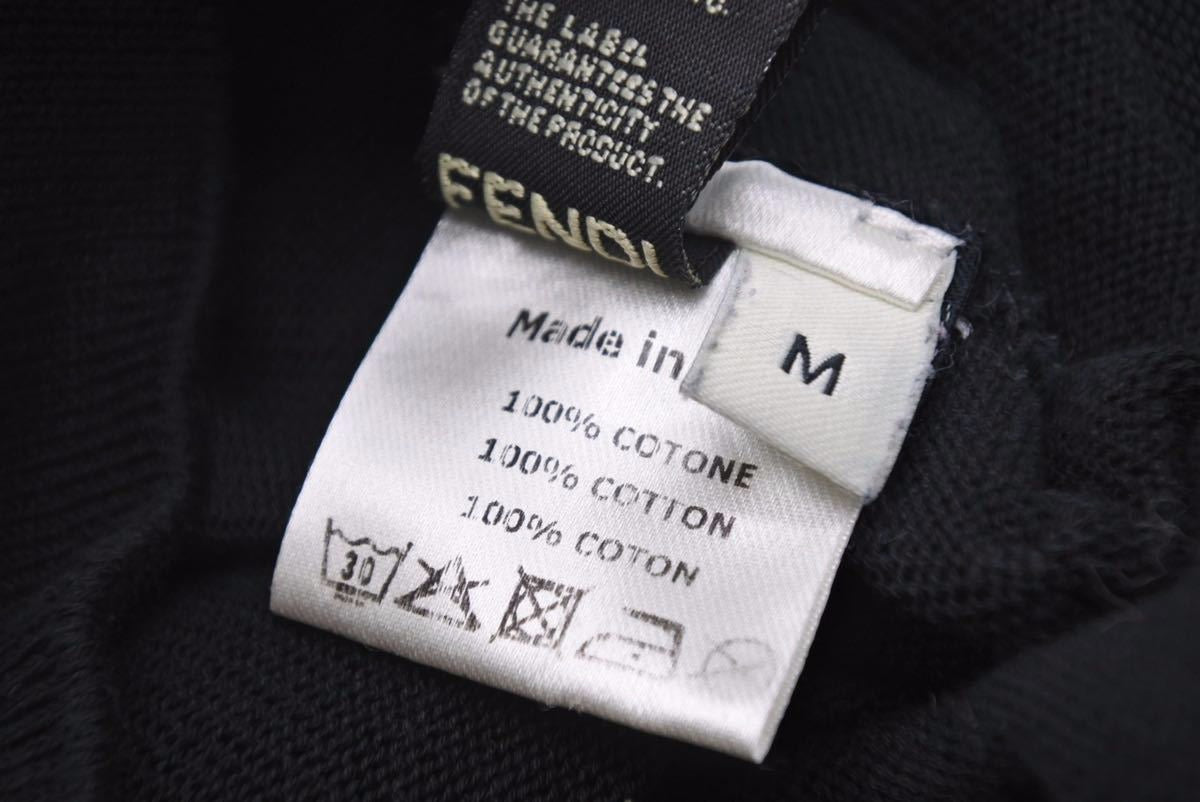 THE LABEL
GUARANTEES THE
AUTHENTICITY
OF THE PRODUCT.
FENDI
Made in
M
100% COTONE
100% COTTON
100% COTON
30